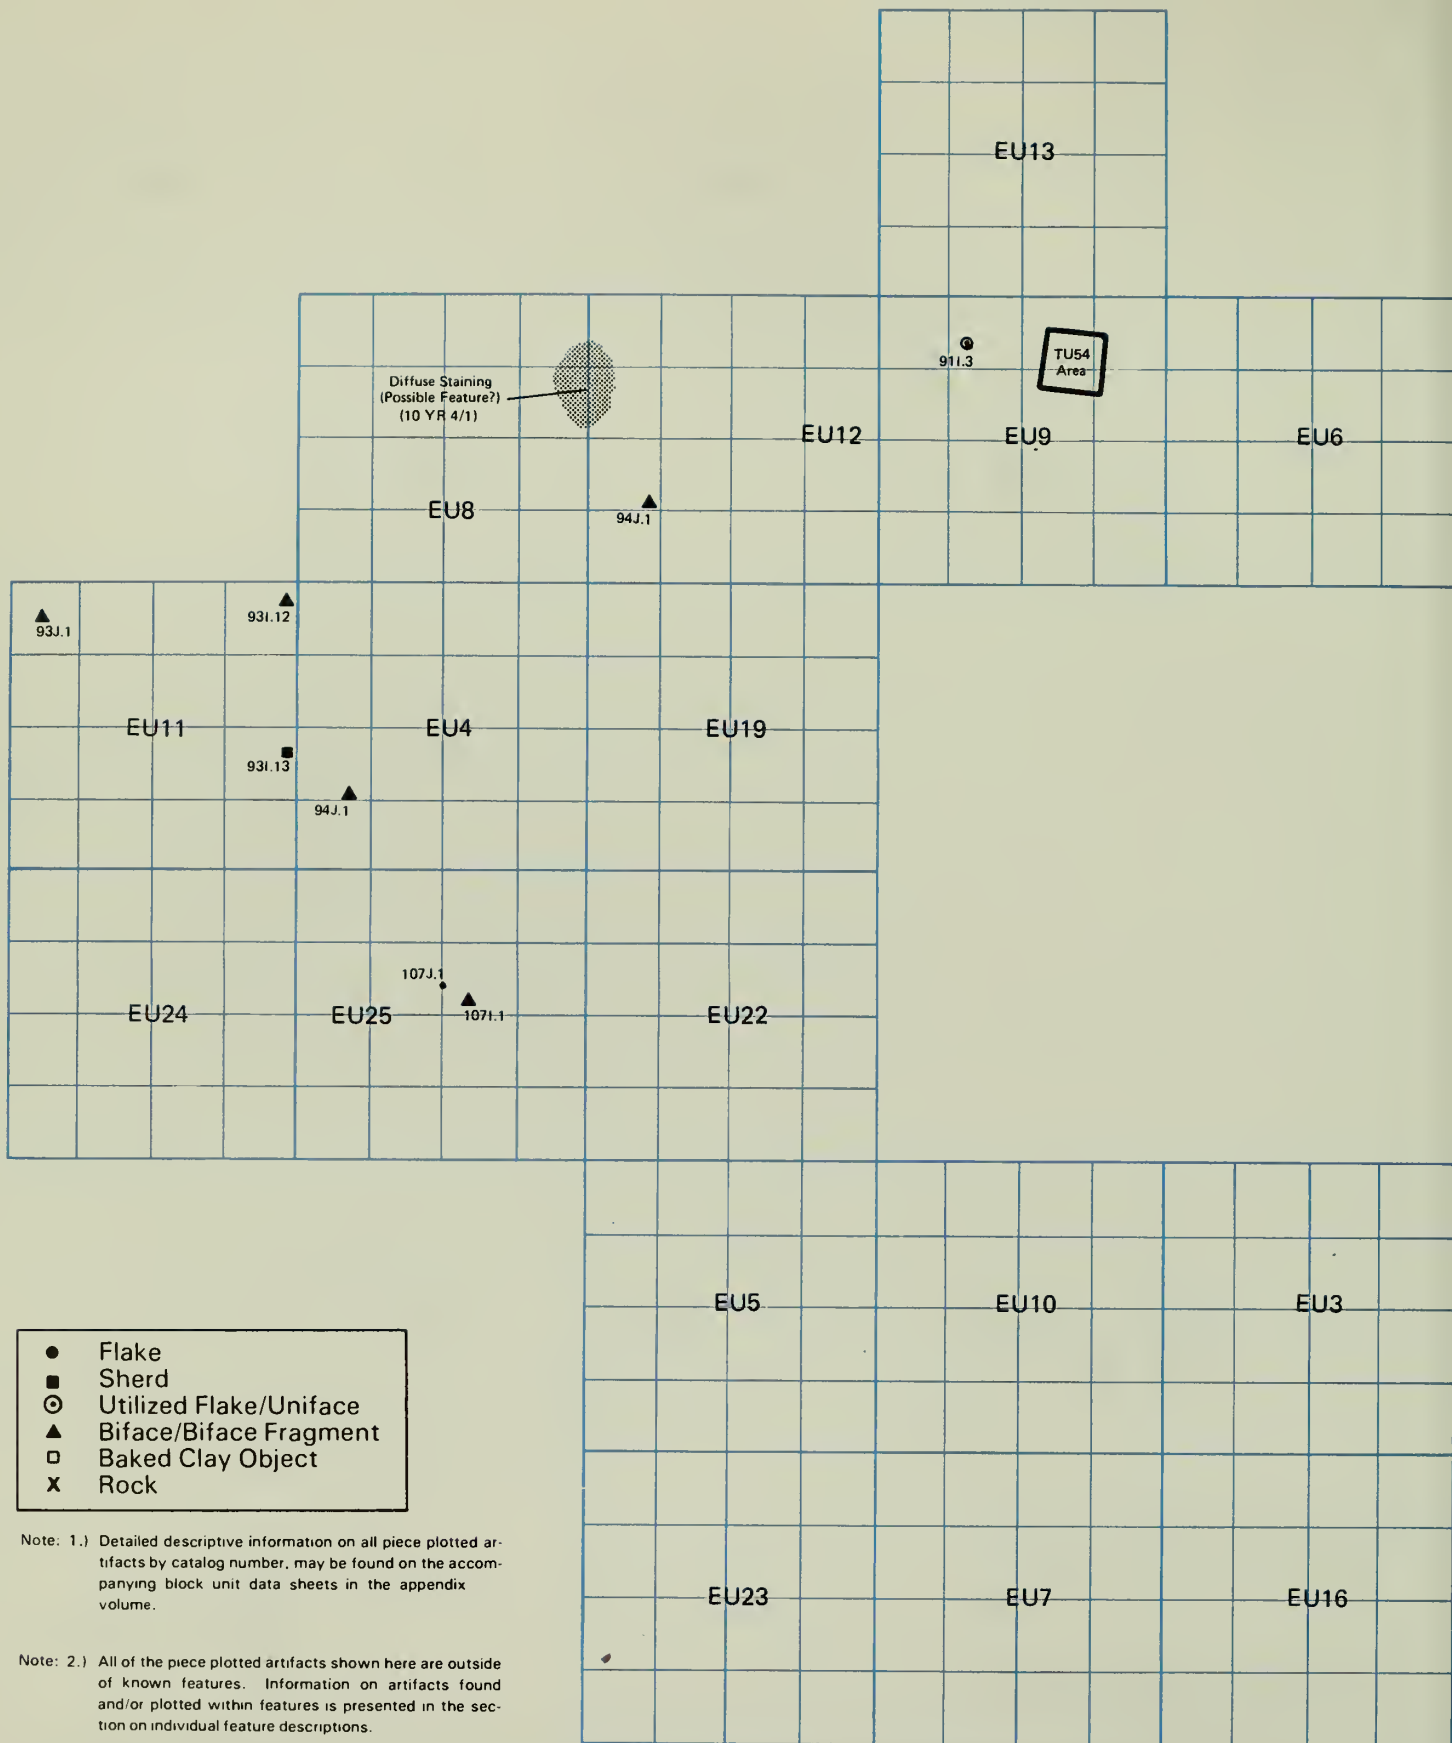 EU13
TU54
Area
91I.3
Diffuse Staining
(Possible Feature?)
(10 YR 4/1)
EU12
EU9
EU6
EU8
94J.1
93J.1
93I.12
EU11
EU4
EU19
93I.13
94J.1
107J.1
107I.1
EU24
EU25
EU22
EU5
EU10
EU3
Flake
Sherd
Utilized Flake/Uniface
Biface/Biface Fragment
Baked Clay Object
X Rock
EU23
EU7
EU16
Note: 1.) Detailed descriptive information on all piece plotted ar-
tifacts by catalog number, may be found on the accom-
panying block unit data sheets in the appendix
volume.
Note: 2.) All of the piece plotted artifacts shown here are outside
of known features. Information on artifacts found
and/or plotted within features is presented in the sec-
tion on individual feature descriptions.